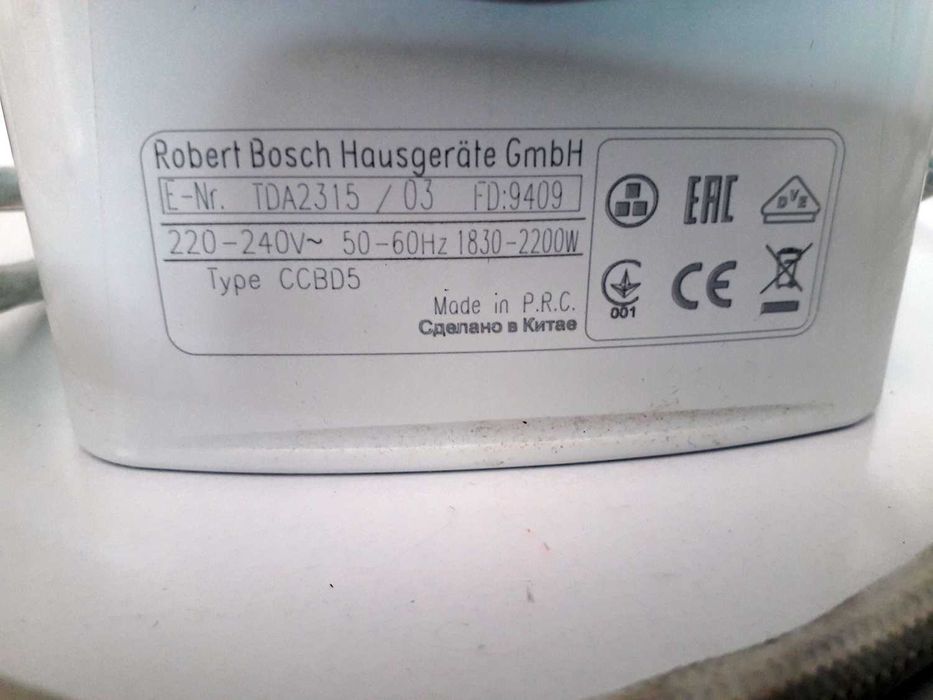 Robert Bosch Hausgeräte GmbH
E-Nr. TDA2315 / 03 FD:9409
220-240V~ 50-60Hz 1830-2200W
Type CCBD5
Made in P.R.C.
Сделано в Китае
EAC
DVE
001
CE